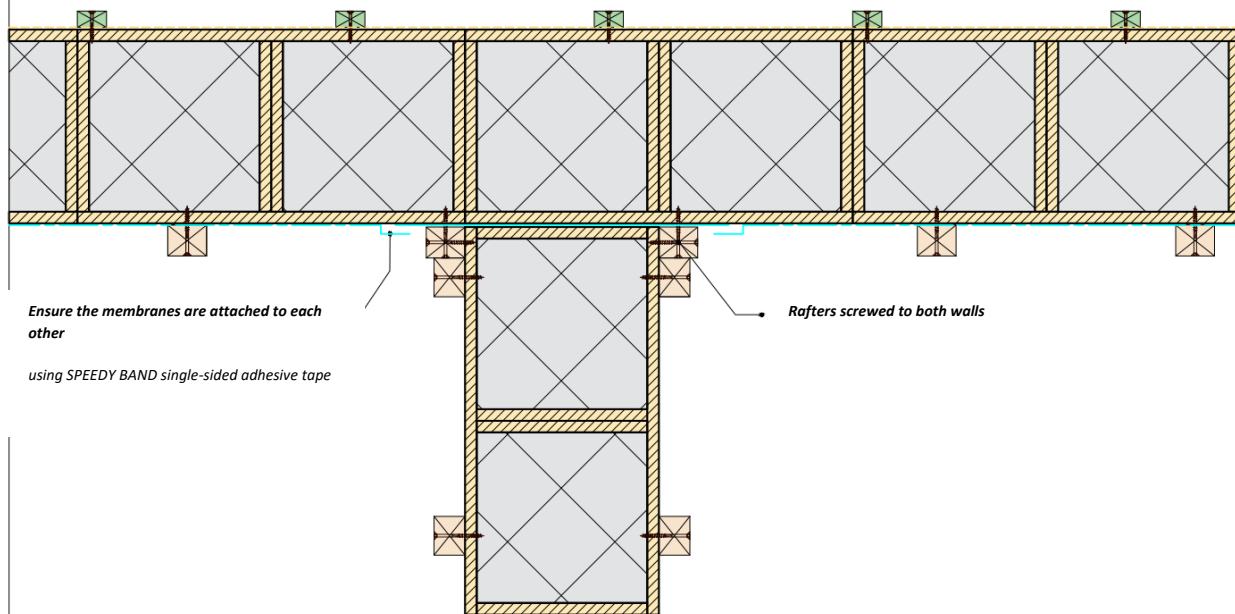 Ensure the membranes are attached to each
other
using SPEEDY BAND single-sided adhesive tape
Rafters screwed to both walls